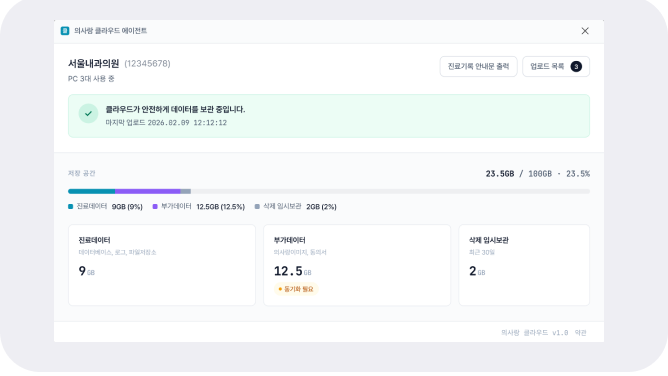 의사랑 클라우드 에이전트
서울내과의원 (12345678)
PC 3대 사용 중
진료기록 안내문 출력
업로드 목록 3
클라우드가 안전하게 데이터를 보관 중입니다.
마지막 업로드 2026.02.09 12:12:12
저장 공간
23.5GB / 100GB · 23.5%
진료데이터 9GB (9%) 부가데이터 12.5GB (12.5%) 삭제 임시보관 2GB (2%)
진료데이터
데이터베이스, 로그, 파일저장소
9 GB
부가데이터
의사랑이미지, 동의서
12.5 GB
동기화 필요
삭제 임시보관
최근 30일
2 GB
의사랑 클라우드 v1.0 약관